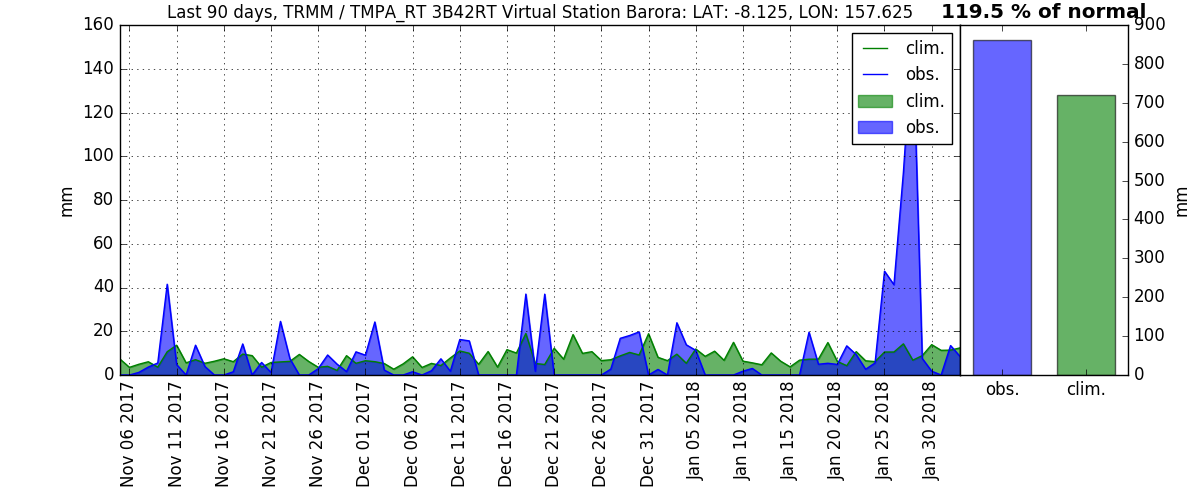 Last 90 days, TRMM / TMPA_RT 3B42RT Virtual Station Barora: LAT: -8.125, LON: 157.625
119.5 % of normal
160
140
120
100
80
60
40
20
0
mm
clim.
obs.
clim.
obs.
900
800
700
600
500
400
300
200
100
0
mm
obs.
clim.
Nov 06 2017
Nov 11 2017
Nov 16 2017
Nov 21 2017
Nov 26 2017
Dec 01 2017
Dec 06 2017
Dec 11 2017
Dec 16 2017
Dec 21 2017
Dec 26 2017
Dec 31 2017
Jan 05 2018
Jan 10 2018
Jan 15 2018
Jan 20 2018
Jan 25 2018
Jan 30 2018